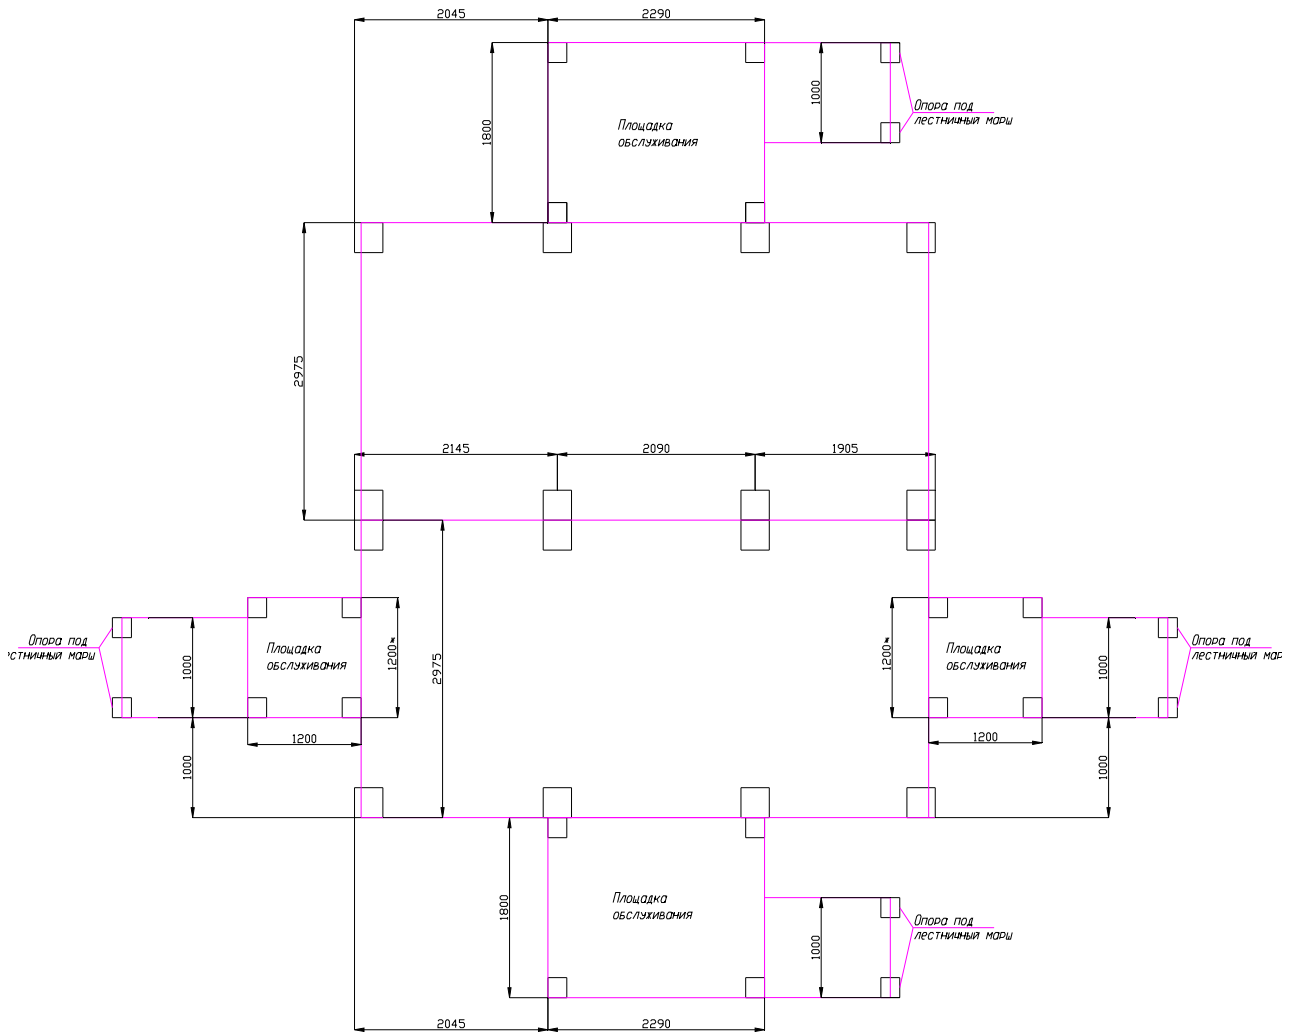 2045
2290
1800
1000
Площадка
обслуживания
Опора под
лестничный марш
2975
2145
2090
1905
Опора под
естничный марш
1000
Площадка
обслуживания
1200*
2975
1200*
Площадка
обслуживания
1000
Опора под
лестничный мар
1200
1200
1000
1000
1800
Площадка
обслуживания
1000
Опора под
лестничный марш
2045
2290